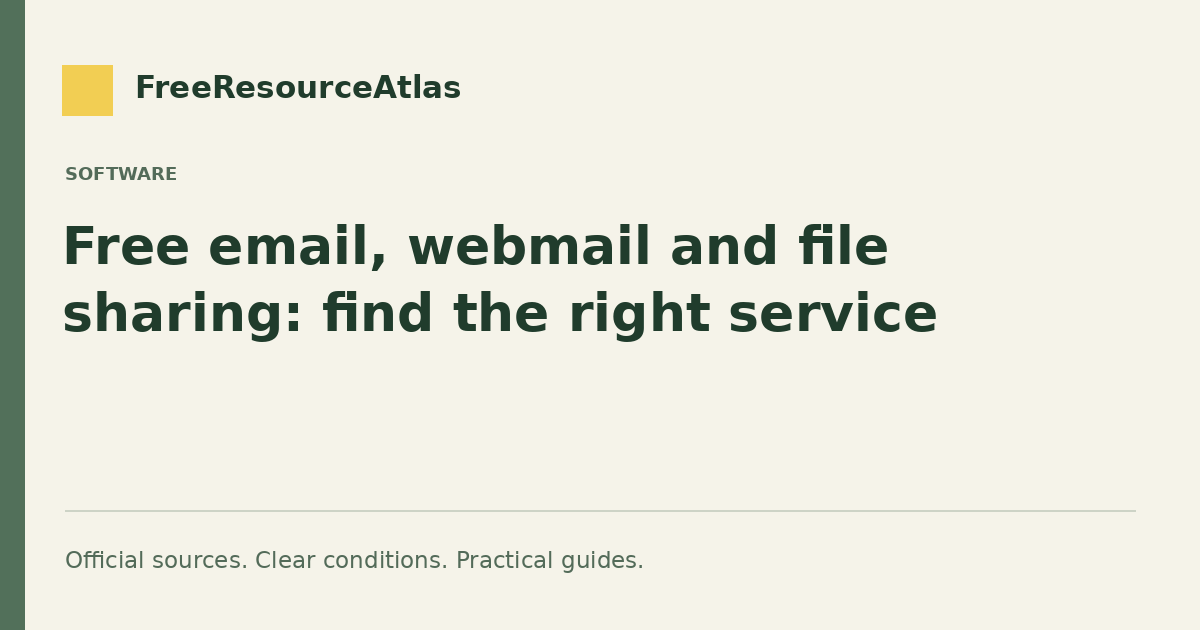 FreeResourceAtlas
SOFTWARE
Free email, webmail and file
sharing: find the right service
Official sources. Clear conditions. Practical guides.